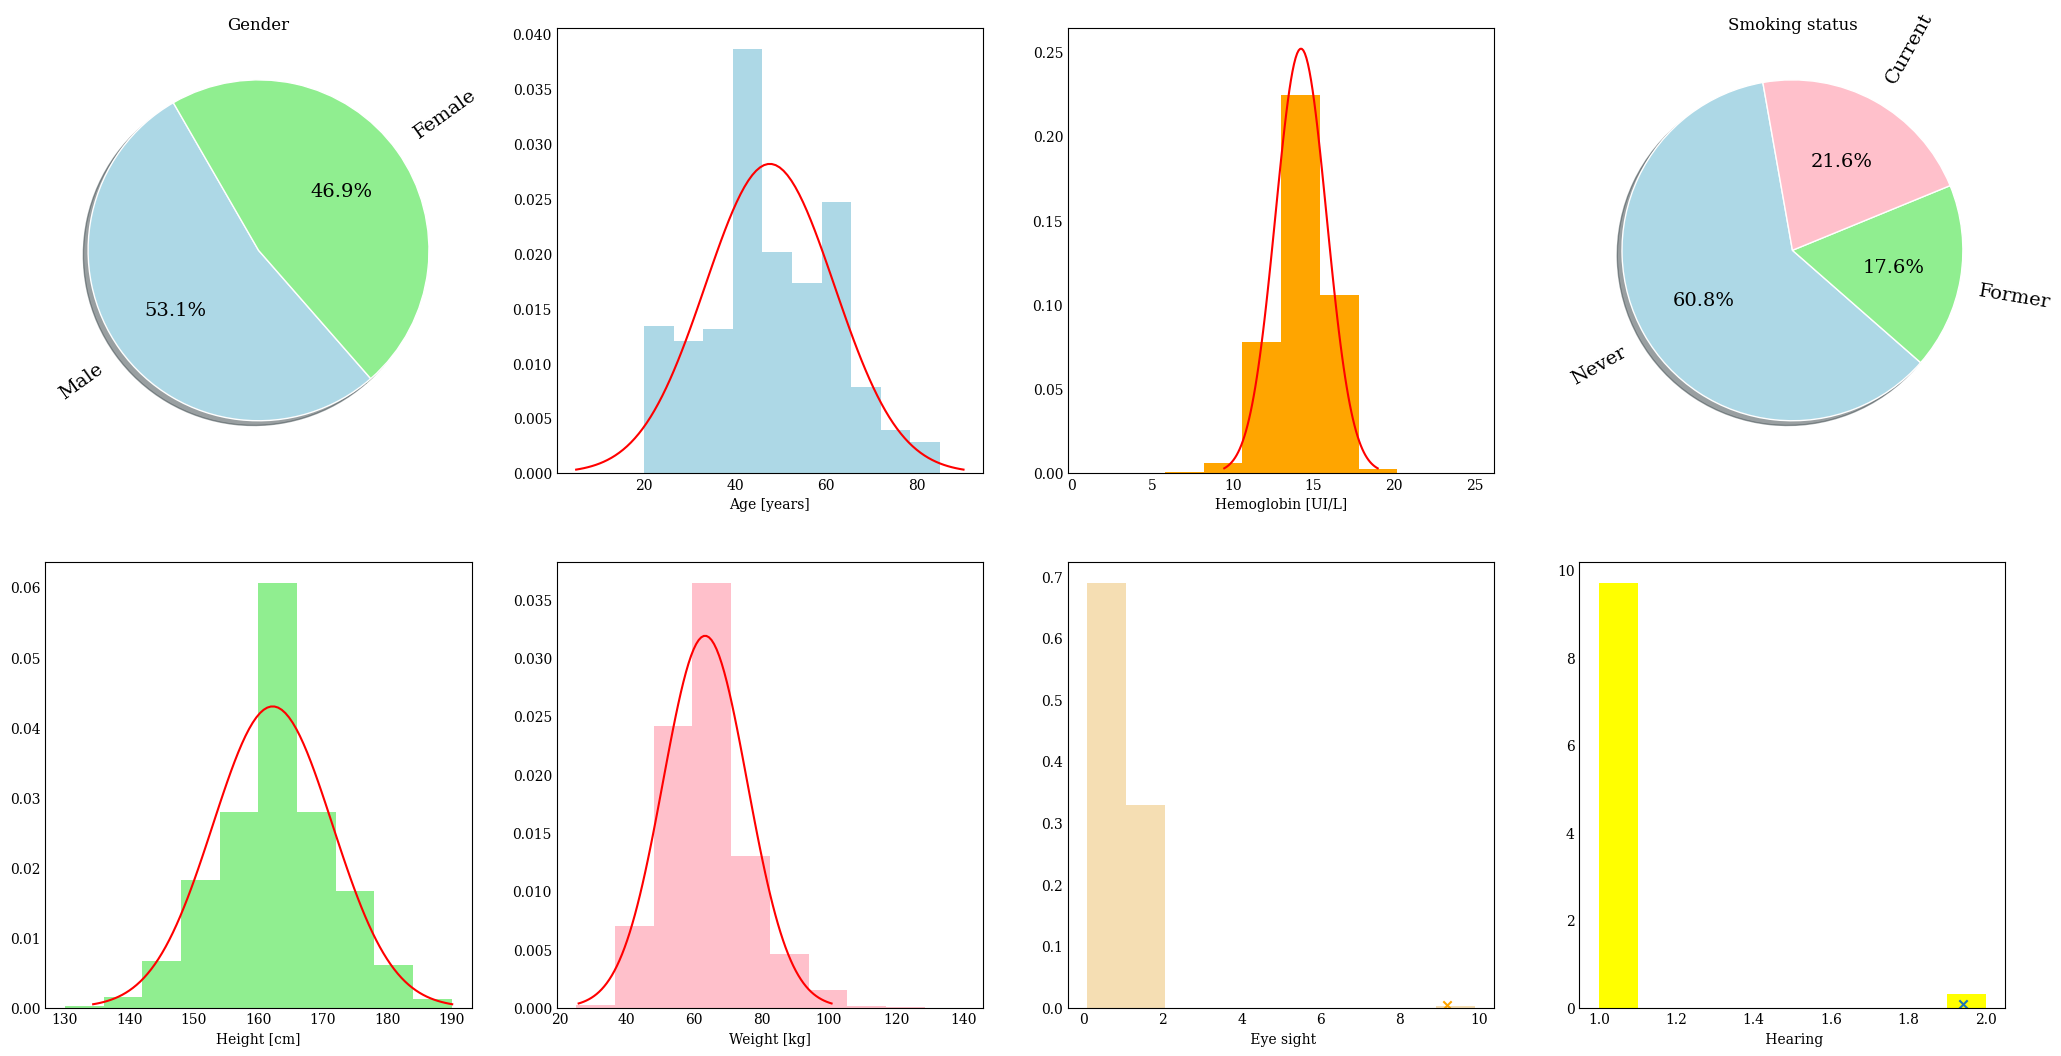 Gender
Female
46.9%
53.1%
Male
0.040
0.035
0.030
0.025
0.020
0.015
0.010
0.005
0.000
20 40 60 80
Age [years]
0.25
0.20
0.15
0.10
0.05
0.00
0 5 10 15 20 25
Hemoglobin [UI/L]
Smoking status
Current
21.6%
17.6%
Former
60.8%
Never
0.06
0.05
0.04
0.03
0.02
0.01
0.00
130 140 150 160 170 180 190
Height [cm]
0.035
0.030
0.025
0.020
0.015
0.010
0.005
0.000
20 40 60 80 100 120 140
Weight [kg]
0.7
0.6
0.5
0.4
0.3
0.2
0.1
0.0
0 2 4 6 8 10
Eye sight
10
8
6
4
2
0
1.0 1.2 1.4 1.6 1.8 2.0
Hearing